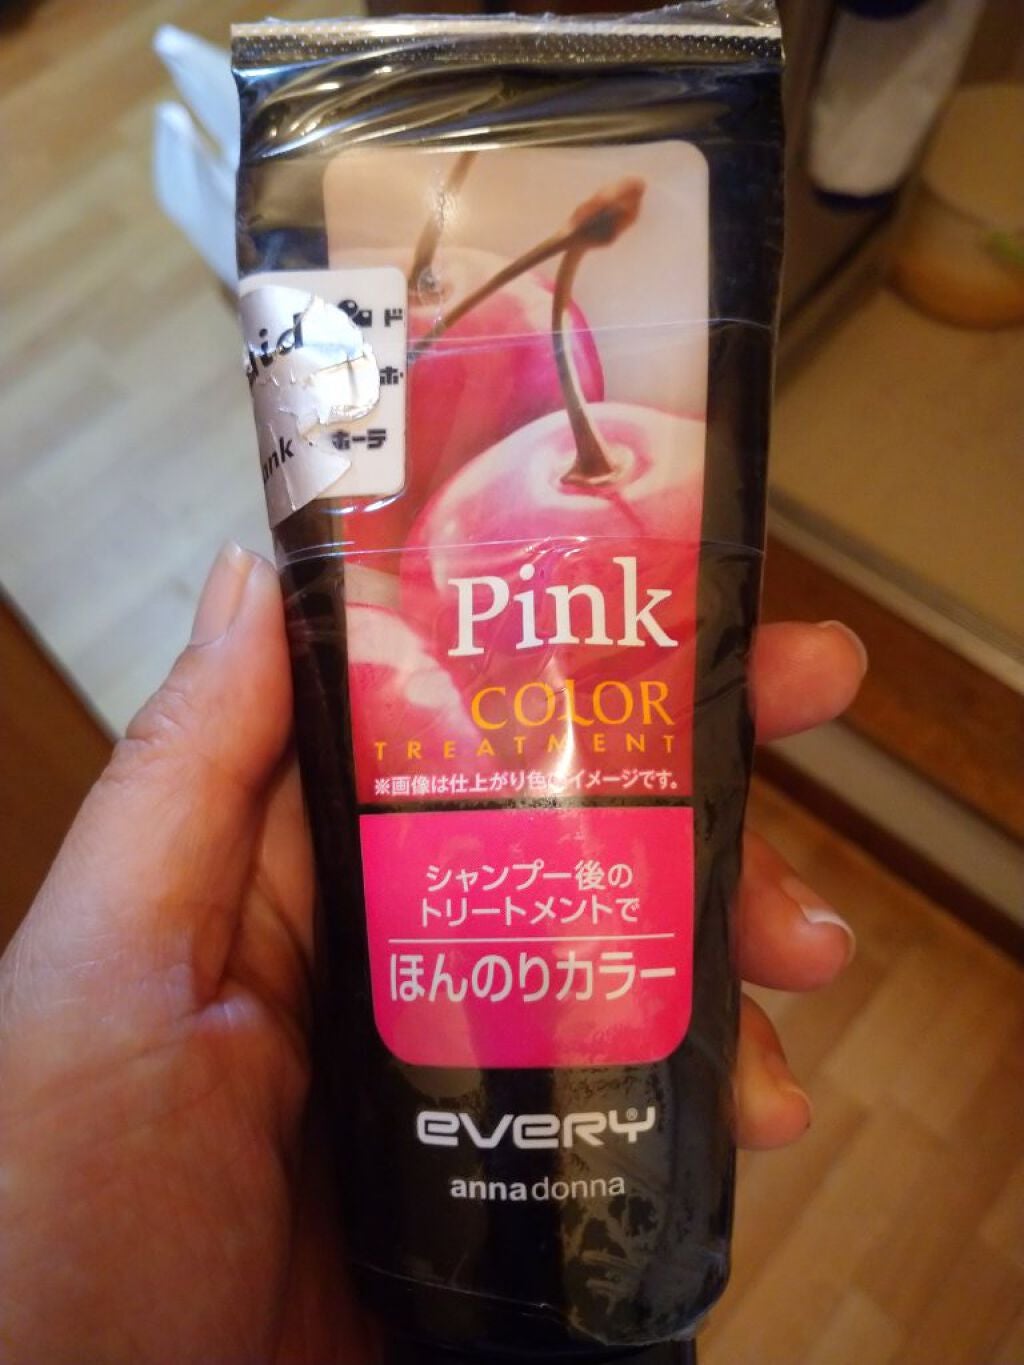 Pink
COLOR
TREATMENT
※画像は仕上がり色のイメージです。
シャンプー後の
トリートメントで
ほんのりカラー
eveRY®
annadonna